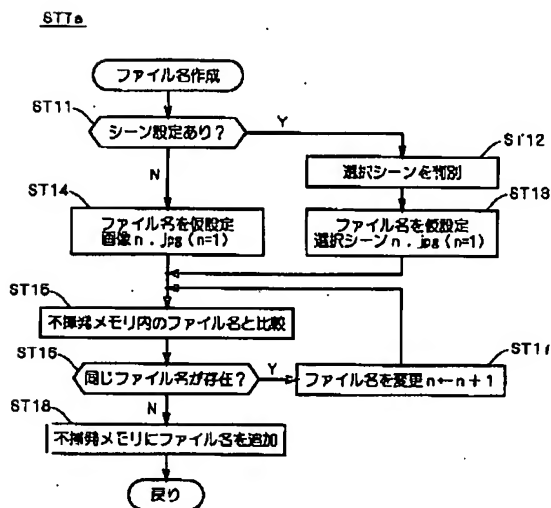 ST7a
ファイル名作成
ST11
シーン設定あり?
Y
N
ST12
選択シーンを判別
ST14
ファイル名を仮設定
画像n.jpg(n=1)
ST13
ファイル名を仮設定
選択シーンn.jpg(n=1)
ST15
不揮発メモリ内のファイル名と比較
ST16
同じファイル名が存在?
Y
N
ST17
ファイル名を変更n←n+1
ST18
不揮発メモリにファイル名を追加
戻り